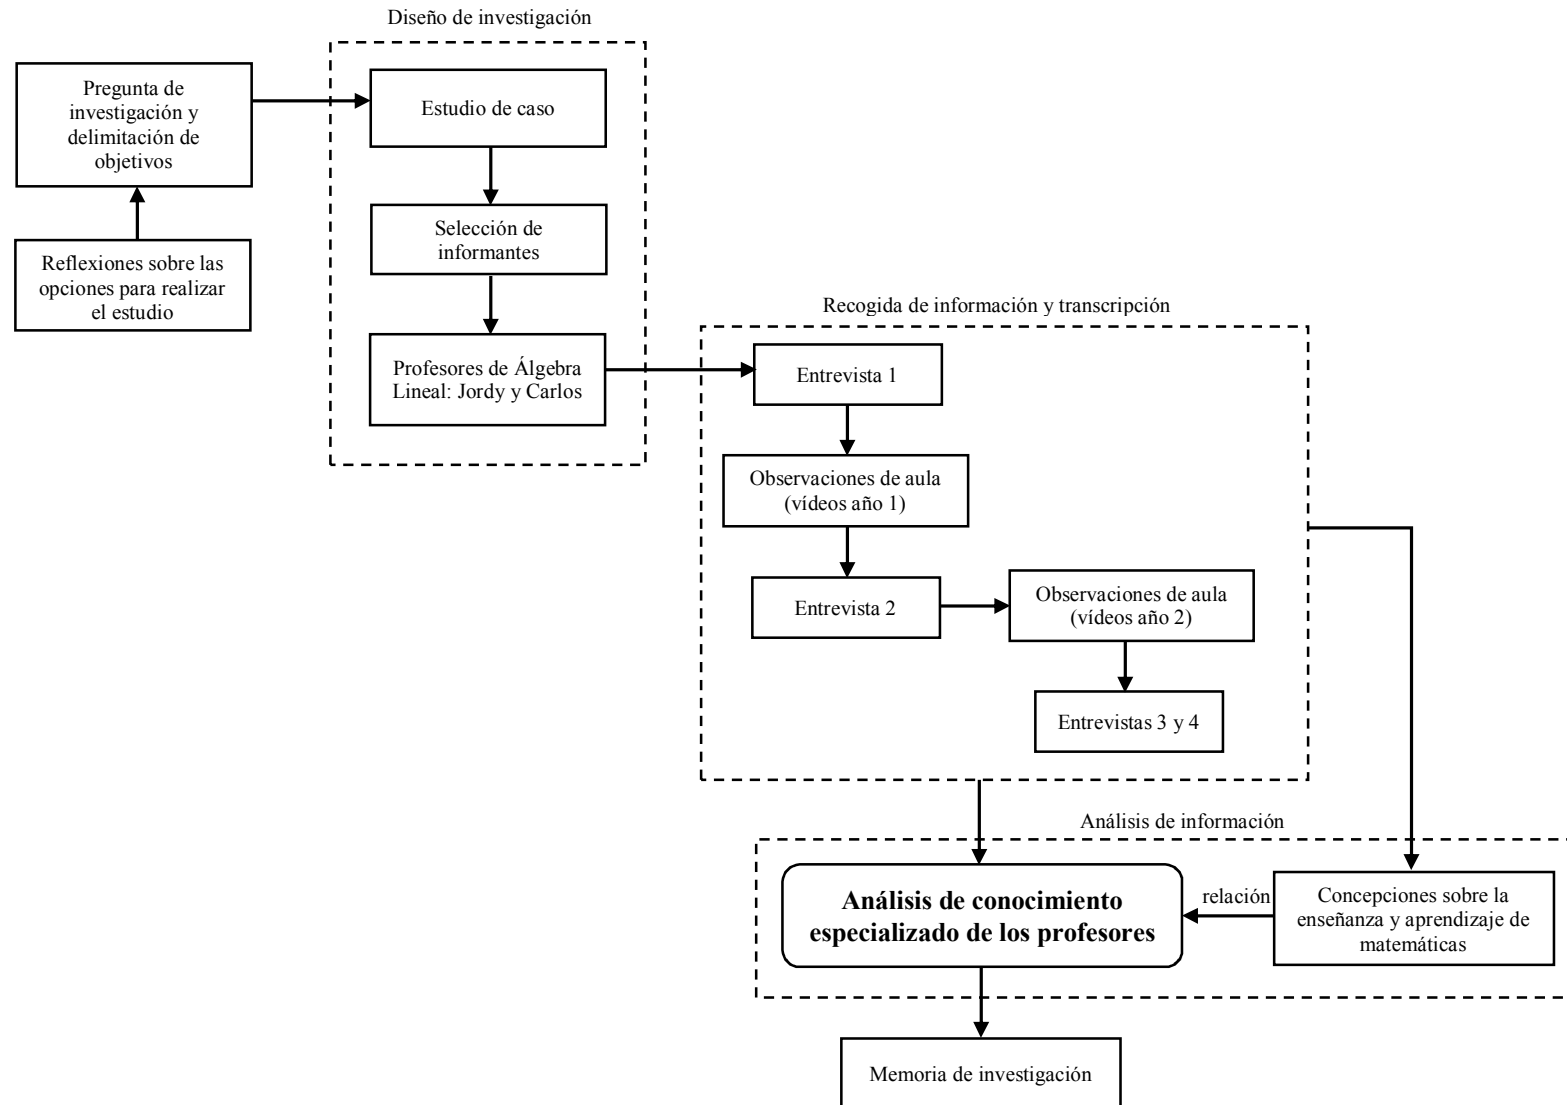 Diseño de investigación
Pregunta de
investigación y
delimitación de
objetivos
Reflexiones sobre las
opciones para realizar
el estudio
Estudio de caso
Selección de
informantes
Profesores de Álgebra
Lineal: Jordy y Carlos
Recogida de información y transcripción
Entrevista 1
Observaciones de aula
(vídeos año 1)
Entrevista 2
Observaciones de aula
(vídeos año 2)
Entrevistas 3 y 4
Análisis de información
Análisis de conocimiento
especializado de los profesores
relación
Concepciones sobre la
enseñanza y aprendizaje de
matemáticas
Memoria de investigación